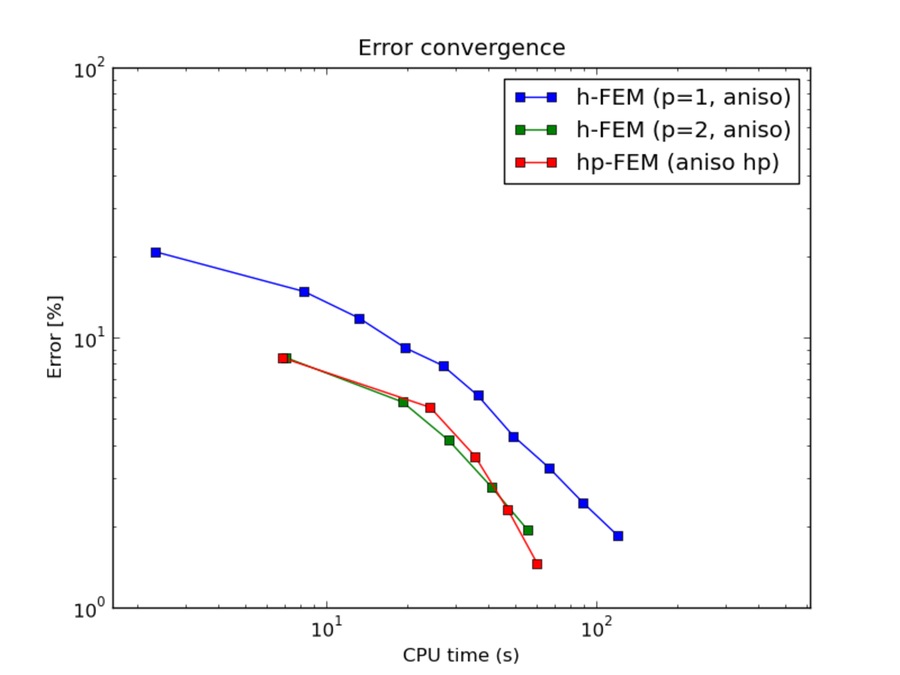 Error convergence
10²
h-FEM (p=1, aniso)
h-FEM (p=2, aniso)
hp-FEM (aniso hp)
Error [%]
10¹
10⁰
10¹ 10²
CPU time (s)